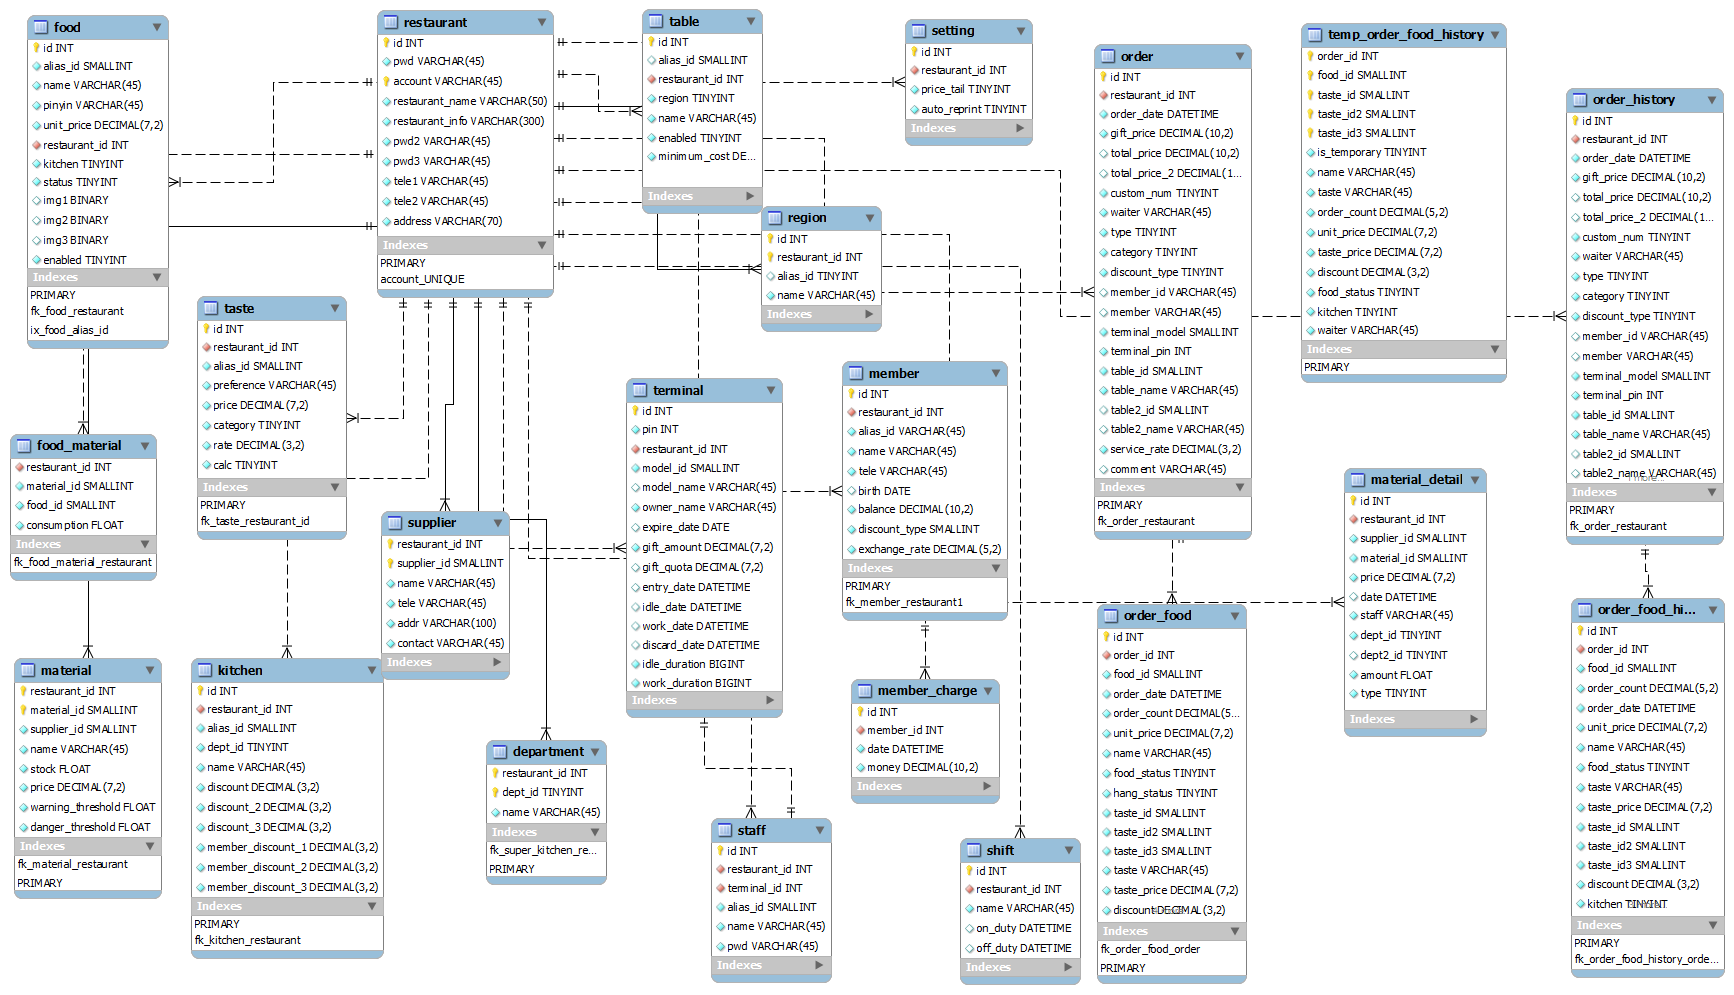 food
id INT
alias_id SMALLINT
name VARCHAR(45)
pinyin VARCHAR(45)
unit_price DECIMAL(7,2)
restaurant_id INT
kitchen TINYINT
status TINYINT
img1 BINARY
img2 BINARY
img3 BINARY
enabled TINYINT
Indexes
PRIMARY
fk_food_restaurant
ix_food_alias_id
restaurant
id INT
pwd VARCHAR(45)
account VARCHAR(45)
restaurant_name VARCHAR(50)
restaurant_info VARCHAR(300)
pwd2 VARCHAR(45)
pwd3 VARCHAR(45)
tele1 VARCHAR(45)
tele2 VARCHAR(45)
address VARCHAR(70)
Indexes
PRIMARY
account_UNIQUE
table
id INT
alias_id SMALLINT
restaurant_id INT
region TINYINT
name VARCHAR(45)
enabled TINYINT
minimum_cost DE...
Indexes
setting
id INT
restaurant_id INT
price_tail TINYINT
auto_reprint TINYINT
Indexes
region
id INT
restaurant_id INT
alias_id TINYINT
name VARCHAR(45)
Indexes
order
id INT
restaurant_id INT
order_date DATETIME
gift_price DECIMAL(10,2)
total_price DECIMAL(10,2)
total_price_2 DECIMAL(1...
custom_num TINYINT
waiter VARCHAR(45)
type TINYINT
category TINYINT
discount_type TINYINT
member_id VARCHAR(45)
member VARCHAR(45)
terminal_model SMALLINT
terminal_pin INT
table_id SMALLINT
table_name VARCHAR(45)
table2_id SMALLINT
table2_name VARCHAR(45)
service_rate DECIMAL(3,2)
comment VARCHAR(45)
Indexes
PRIMARY
fk_order_restaurant
temp_order_food_history
order_id INT
food_id SMALLINT
taste_id SMALLINT
taste_id2 SMALLINT
taste_id3 SMALLINT
is_temporary TINYINT
name VARCHAR(45)
taste VARCHAR(45)
order_count DECIMAL(5,2)
unit_price DECIMAL(7,2)
taste_price DECIMAL(7,2)
discount DECIMAL(3,2)
food_status TINYINT
kitchen TINYINT
waiter VARCHAR(45)
Indexes
PRIMARY
order_history
id INT
restaurant_id INT
order_date DATETIME
gift_price DECIMAL(10,2)
total_price DECIMAL(10,2)
total_price_2 DECIMAL(1...
custom_num TINYINT
waiter VARCHAR(45)
type TINYINT
category TINYINT
discount_type TINYINT
member_id VARCHAR(45)
member VARCHAR(45)
terminal_model SMALLINT
terminal_pin INT
table_id SMALLINT
table_name VARCHAR(45)
table2_id SMALLINT
table2_name VARCHAR(45)
Indexes
PRIMARY
fk_order_restaurant
taste
id INT
restaurant_id INT
alias_id SMALLINT
preference VARCHAR(45)
price DECIMAL(7,2)
category TINYINT
rate DECIMAL(3,2)
calc TINYINT
Indexes
PRIMARY
fk_taste_restaurant_id
food_material
restaurant_id INT
material_id SMALLINT
food_id SMALLINT
consumption FLOAT
Indexes
fk_food_material_restaurant
supplier
restaurant_id INT
supplier_id SMALLINT
name VARCHAR(45)
tele VARCHAR(45)
addr VARCHAR(100)
contact VARCHAR(45)
Indexes
terminal
id INT
pin INT
restaurant_id INT
model_id SMALLINT
model_name VARCHAR(45)
owner_name VARCHAR(45)
expire_date DATE
gift_amount DECIMAL(7,2)
gift_quota DECIMAL(7,2)
entry_date DATETIME
idle_date DATETIME
work_date DATETIME
discard_date DATETIME
idle_duration BIGINT
work_duration BIGINT
Indexes
member
id INT
restaurant_id INT
alias_id VARCHAR(45)
name VARCHAR(45)
tele VARCHAR(45)
birth DATE
balance DECIMAL(10,2)
discount_type SMALLINT
exchange_rate DECIMAL(5,2)
Indexes
PRIMARY
fk_member_restaurant1
material_detail
id INT
restaurant_id INT
supplier_id SMALLINT
material_id SMALLINT
price DECIMAL(7,2)
date DATETIME
staff VARCHAR(45)
dept_id TINYINT
dept2_id TINYINT
amount FLOAT
type TINYINT
Indexes
material
restaurant_id INT
material_id SMALLINT
supplier_id SMALLINT
name VARCHAR(45)
stock FLOAT
price DECIMAL(7,2)
warning_threshold FLOAT
danger_threshold FLOAT
Indexes
fk_material_restaurant
PRIMARY
kitchen
id INT
restaurant_id INT
alias_id SMALLINT
dept_id TINYINT
name VARCHAR(45)
discount DECIMAL(3,2)
discount_2 DECIMAL(3,2)
discount_3 DECIMAL(3,2)
member_discount_1 DECIMAL(3,2)
member_discount_2 DECIMAL(3,2)
member_discount_3 DECIMAL(3,2)
Indexes
PRIMARY
fk_kitchen_restaurant
department
restaurant_id INT
dept_id TINYINT
name VARCHAR(45)
Indexes
fk_super_kitchen_re...
PRIMARY
staff
id INT
restaurant_id INT
terminal_id INT
alias_id SMALLINT
name VARCHAR(45)
pwd VARCHAR(45)
Indexes
member_charge
id INT
member_id INT
date DATETIME
money DECIMAL(10,2)
Indexes
shift
id INT
restaurant_id INT
name VARCHAR(45)
on_duty DATETIME
off_duty DATETIME
Indexes
order_food
id INT
order_id INT
food_id SMALLINT
order_date DATETIME
order_count DECIMAL(5...
unit_price DECIMAL(7,2)
name VARCHAR(45)
food_status TINYINT
hang_status TINYINT
taste_id SMALLINT
taste_id2 SMALLINT
taste_id3 SMALLINT
taste VARCHAR(45)
taste_price DECIMAL(7,2)
discount DECIMAL(3,2)
Indexes
fk_order_food_order
PRIMARY
order_food_hi...
id INT
order_id INT
food_id SMALLINT
order_count DECIMAL(5,2)
order_date DATETIME
unit_price DECIMAL(7,2)
name VARCHAR(45)
food_status TINYINT
taste VARCHAR(45)
taste_price DECIMAL(7,2)
taste_id SMALLINT
taste_id2 SMALLINT
taste_id3 SMALLINT
discount DECIMAL(3,2)
kitchen TINYINT
Indexes
PRIMARY
fk_order_food_history_orde...